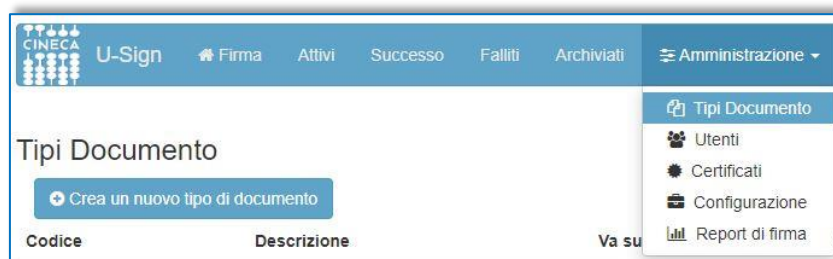 CINECA
U-Sign Firma Attivi Successo Falliti Archiviati Amministrazione
Tipi Documento
Utenti
Certificati
Configurazione
Report di firma
Tipi Documento
Crea un nuovo tipo di documento
Codice Descrizione Va su